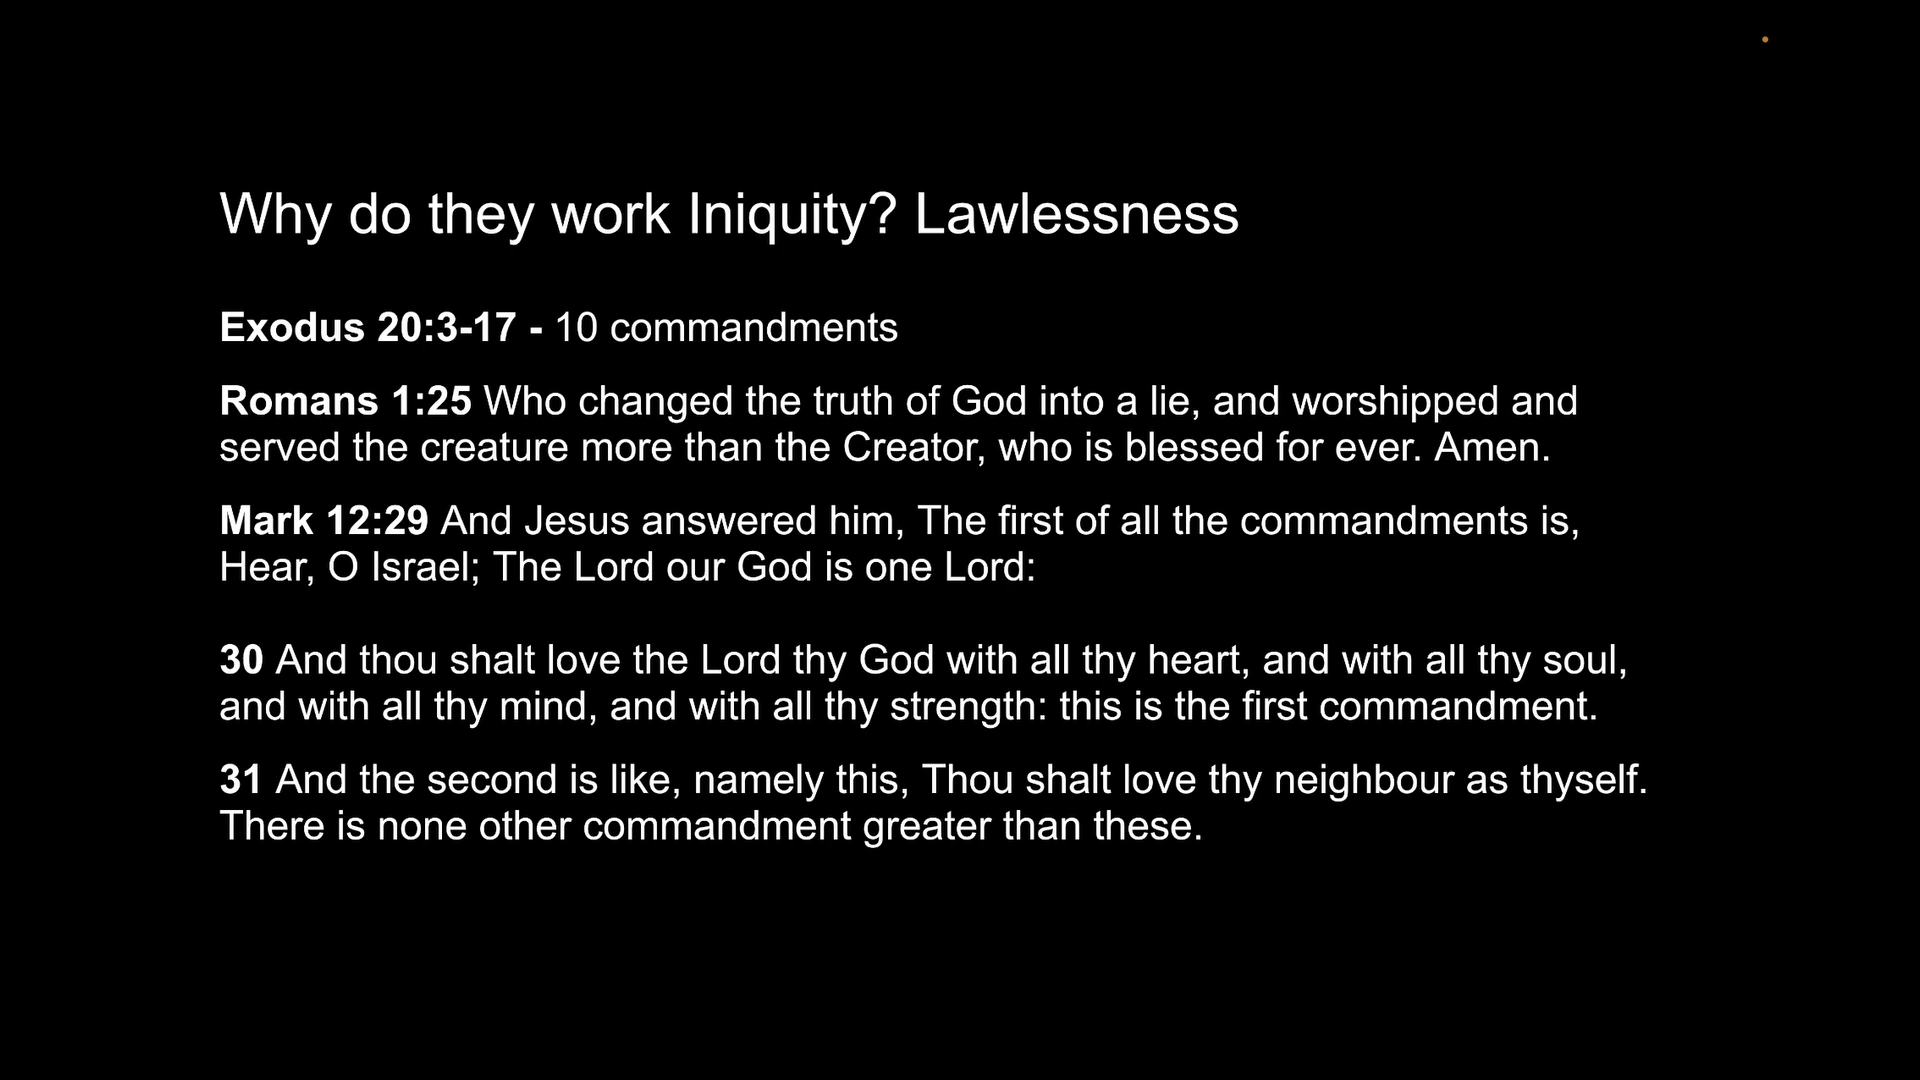 Why do they work Iniquity? Lawlessness
Exodus 20:3-17 - 10 commandments
Romans 1:25 Who changed the truth of God into a lie, and worshipped and
served the creature more than the Creator, who is blessed for ever. Amen.
Mark 12:29 And Jesus answered him, The first of all the commandments is,
Hear, O Israel; The Lord our God is one Lord:
30 And thou shalt love the Lord thy God with all thy heart, and with all thy soul,
and with all thy mind, and with all thy strength: this is the first commandment.
31 And the second is like, namely this, Thou shalt love thy neighbour as thyself.
There is none other commandment greater than these.